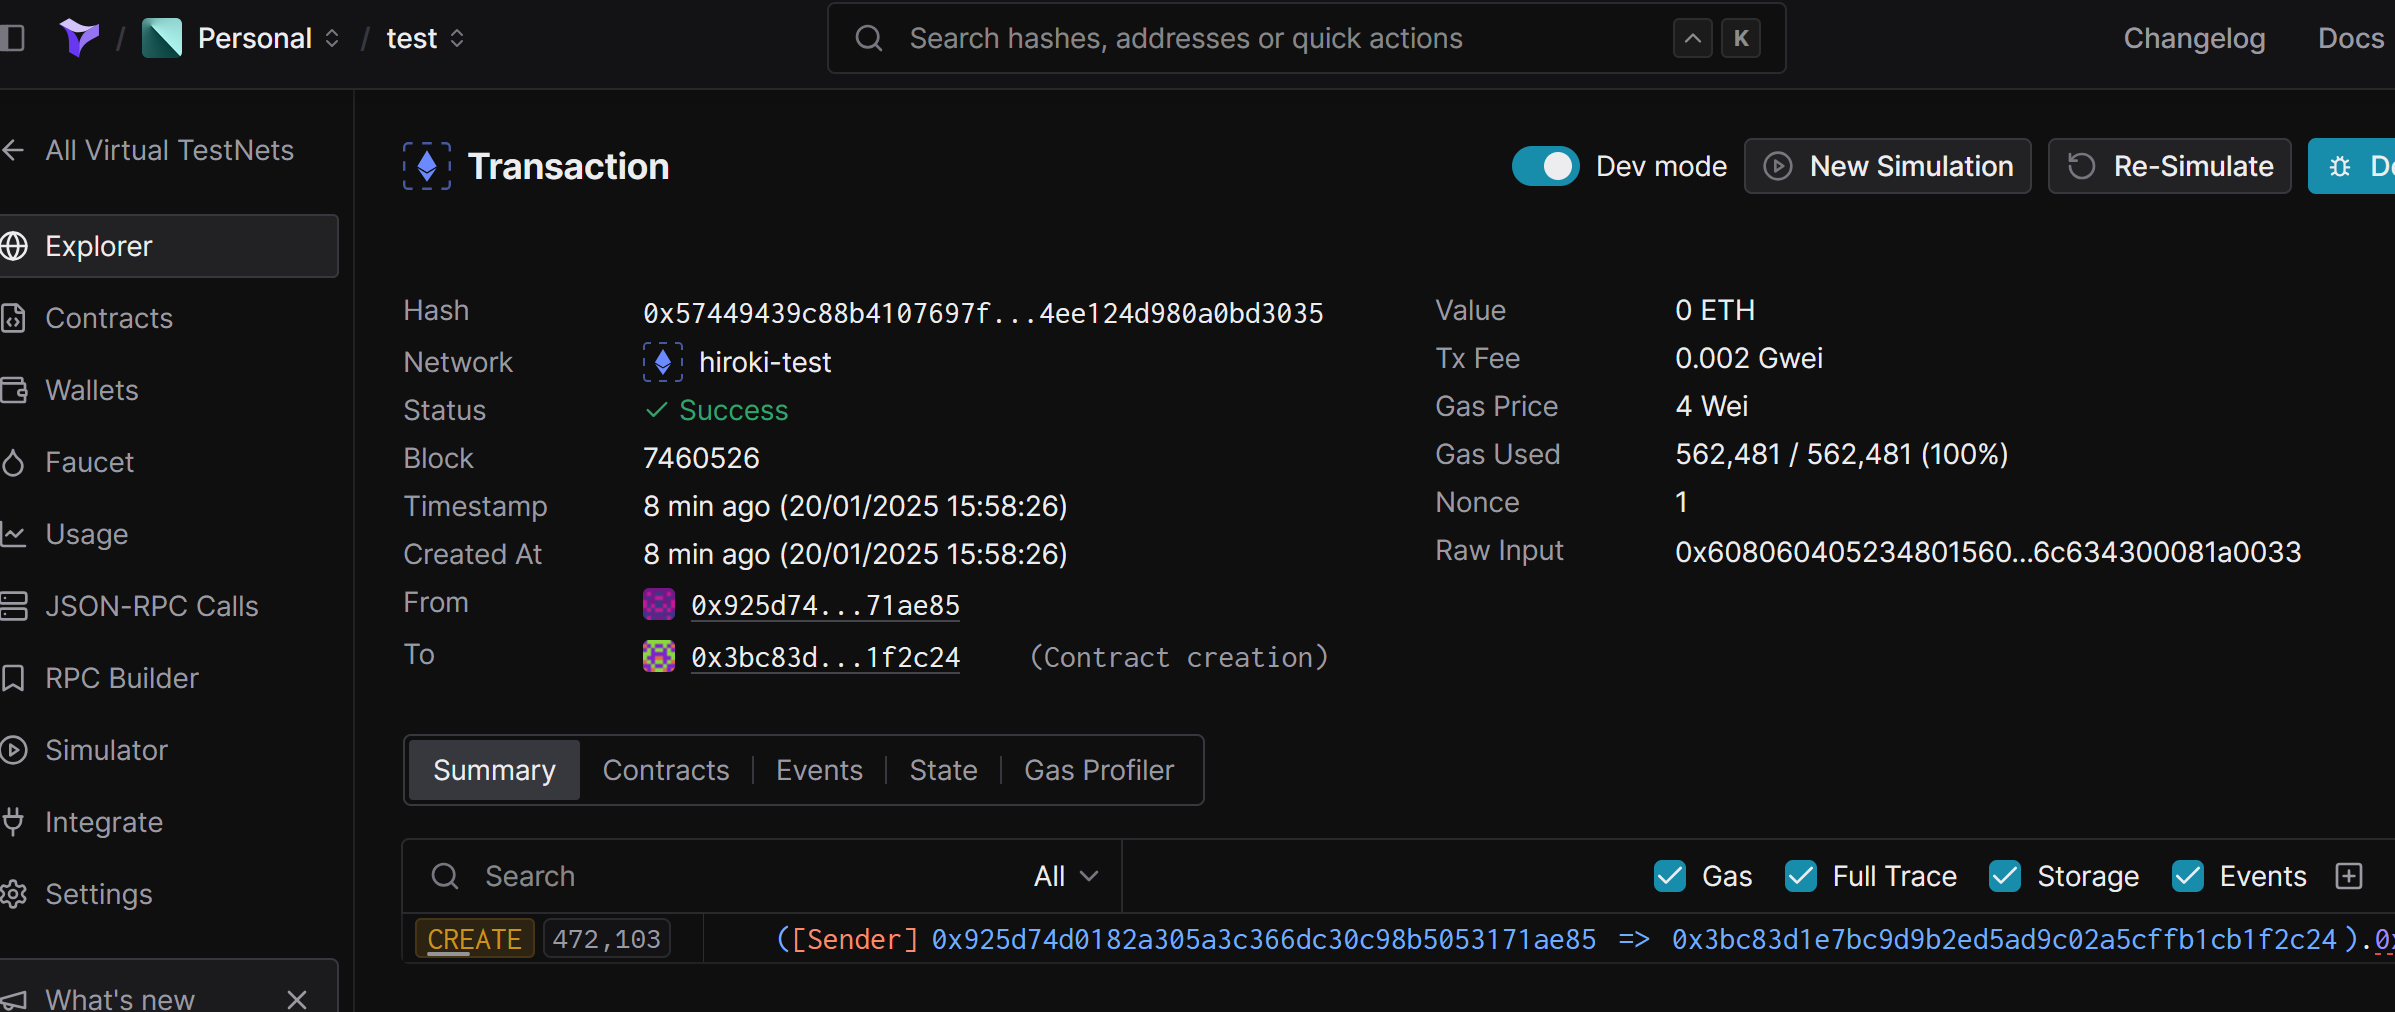 / Personal / test
Search hashes, addresses or quick actions
K
Changelog
Docs
All Virtual TestNets
Explorer
Contracts
Wallets
Faucet
Usage
JSON-RPC Calls
RPC Builder
Simulator
Integrate
Settings
What's new
Transaction
Dev mode
New Simulation
Re-Simulate
Hash 0x57449439c88b4107697f...4ee124d980a0bd3035
Network hiroki-test
Status Success
Block 7460526
Timestamp 8 min ago (20/01/2025 15:58:26)
Created At 8 min ago (20/01/2025 15:58:26)
From 0x925d74...71ae85
To 0x3bc83d...1f2c24 (Contract creation)
Value 0 ETH
Tx Fee 0.002 Gwei
Gas Price 4 Wei
Gas Used 562,481 / 562,481 (100%)
Nonce 1
Raw Input 0x608060405234801560...6c634300081a0033
Summary Contracts Events State Gas Profiler
Search All Gas Full Trace Storage Events
CREATE 472,103 ([Sender] 0x925d74d0182a305a3c366dc30c98b5053171ae85 => 0x3bc83d1e7bc9d9b2ed5ad9c02a5cffb1cb1f2c24).